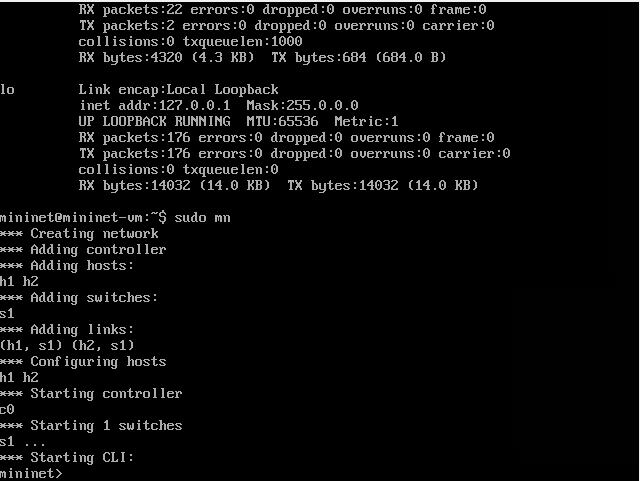 RX packets:22 errors:0 dropped:0 overruns:0 frame:0
TX packets:2 errors:0 dropped:0 overruns:0 carrier:0
collisions:0 txqueuelen:1000
RX bytes:4320 (4.3 KB)  TX bytes:684 (684.0 B)
lo        Link encap:Local Loopback
inet addr:127.0.0.1  Mask:255.0.0.0
UP LOOPBACK RUNNING  MTU:65536  Metric:1
RX packets:176 errors:0 dropped:0 overruns:0 frame:0
TX packets:176 errors:0 dropped:0 overruns:0 carrier:0
collisions:0 txqueuelen:0
RX bytes:14032 (14.0 KB)  TX bytes:14032 (14.0 KB)
mininet@mininet-vm:~$ sudo mn
*** Creating network
*** Adding controller
*** Adding hosts:
h1 h2
*** Adding switches:
s1
*** Adding links:
(h1, s1) (h2, s1)
*** Configuring hosts
h1 h2
*** Starting controller
c0
*** Starting 1 switches
s1 ...
*** Starting CLI:
mininet>